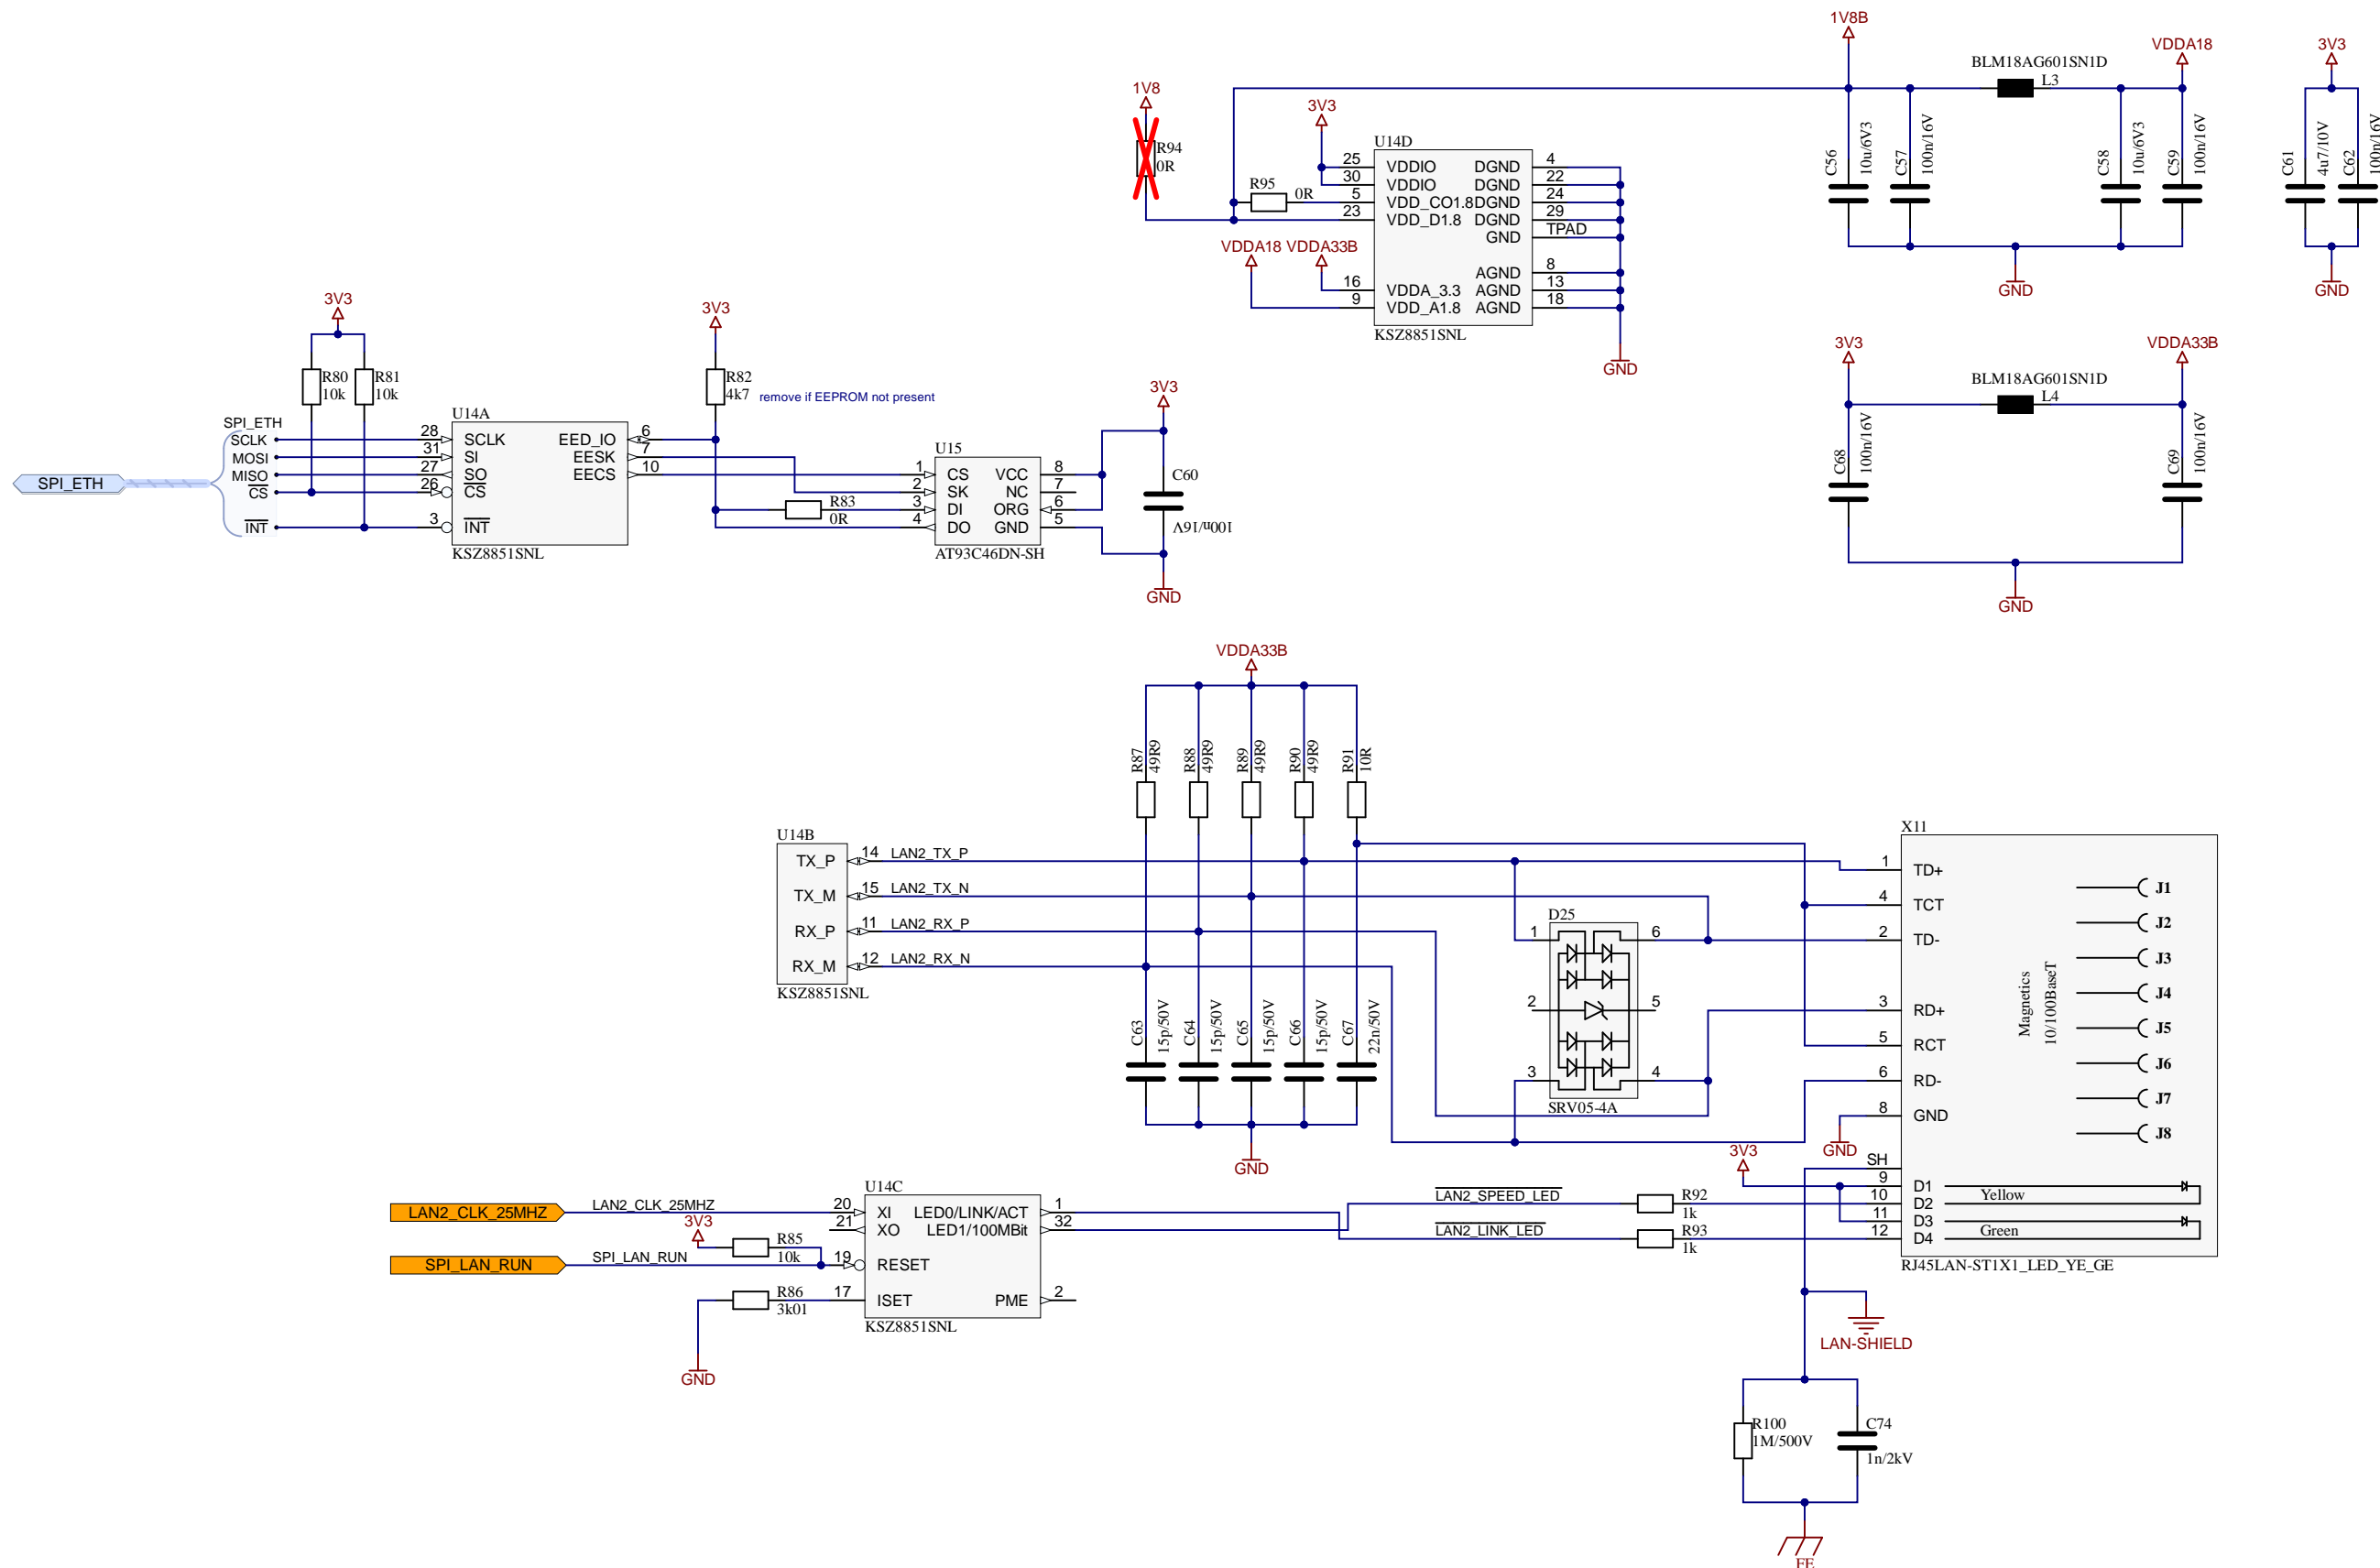 1V8B
BLM18AG601SN1D
L3
VDDA18
3V3
C56
10u/6V3
C57
100n/16V
C58
10u/6V3
C59
100n/16V
C61
4u7/10V
C62
100n/16V
GND
GND
1V8
R94
0R
3V3
U14D
25 VDDIO DGND 4
30 VDDIO DGND 22
R95 0R
5 VDD_CO1.8 DGND 24
23 VDD_D1.8 DGND 29
GND TPAD
VDDA18 VDDA33B
AGND 8
16 VDDA_3.3 AGND 13
9 VDD_A1.8 AGND 18
KSZ8851SNL
GND
3V3
VDDA33B
BLM18AG601SN1D
L4
C68
100n/16V
C69
100n/16V
GND
3V3
R80
10k
R81
10k
3V3
R82
4k7
remove if EEPROM not present
SPI_ETH
SPI_ETH
SCLK
MOSI
MISO
CS
INT
U14A
28 SCLK EED_IO 6
31 SI EESK 7
27 SO EECS 10
26 CS
3 INT
KSZ8851SNL
R83
0R
U15
1 CS VCC 8
2 SK NC 7
3 DI ORG 6
4 DO GND 5
AT93C46DN-SH
3V3
C60
100n/16V
GND
VDDA33B
R87
49R9
R88
49R9
R89
49R9
R90
49R9
R91
10R
U14B
TX_P 14 LAN2_TX_P
TX_M 15 LAN2_TX_N
RX_P 11 LAN2_RX_P
RX_M 12 LAN2_RX_N
KSZ8851SNL
C63
15p/50V
C64
15p/50V
C65
15p/50V
C66
15p/50V
C67
22n/50V
GND
D25
1 6
2 5
3 4
SRV05-4A
X11
1 TD+
4 TCT
2 TD-
3 RD+
5 RCT
6 RD-
8 GND
SH
9 D1
10 D2
11 D3
12 D4
Magnetics
10/100BaseT
J1
J2
J3
J4
J5
J6
J7
J8
Yellow
Green
RJ45LAN-ST1X1_LED_YE_GE
GND
3V3
LAN2_SPEED_LED
R92
1k
LAN2_LINK_LED
R93
1k
LAN2_CLK_25MHZ
LAN2_CLK_25MHZ
3V3
R85
10k
SPI_LAN_RUN
SPI_LAN_RUN
R86
3k01
GND
U14C
20 XI LED0/LINK/ACT 1
21 XO LED1/100MBit 32
19 RESET
17 ISET PME 2
KSZ8851SNL
LAN-SHIELD
R100
1M/500V
C74
1n/2kV
FE